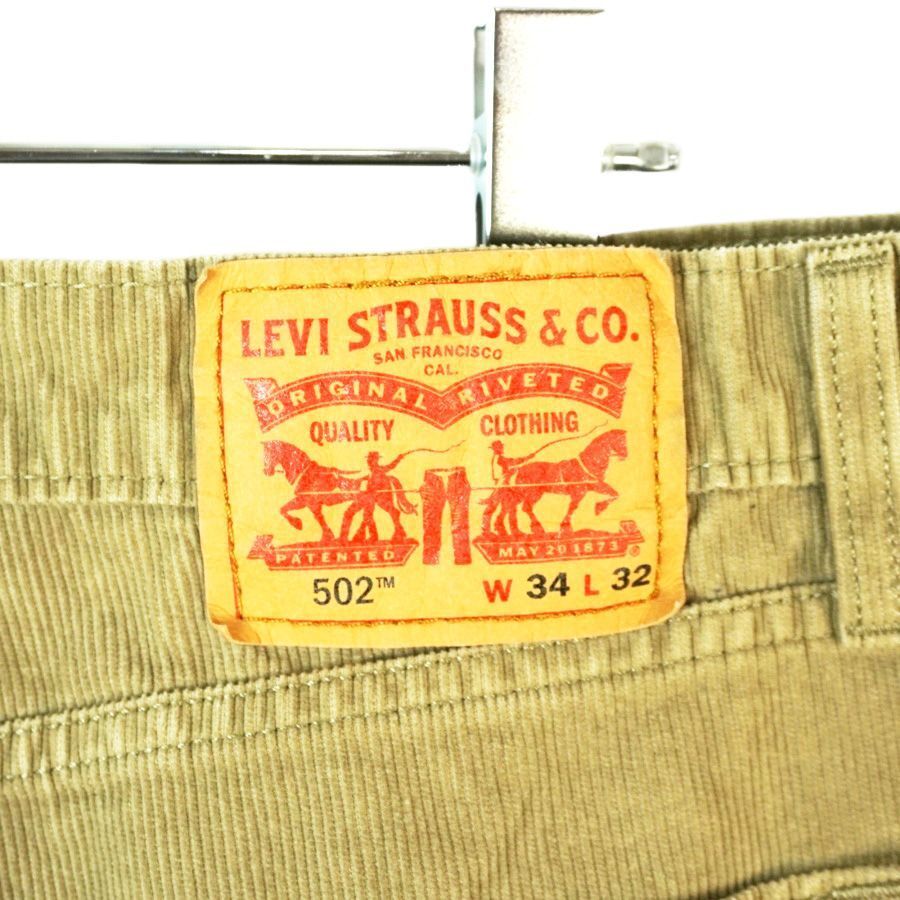 LEVI STRAUSS & CO.
SAN FRANCISCO
CAL.
ORIGINAL RIVETED
QUALITY CLOTHING
PATENTED MAY 20 1873 ®
502™ W 34 L 32